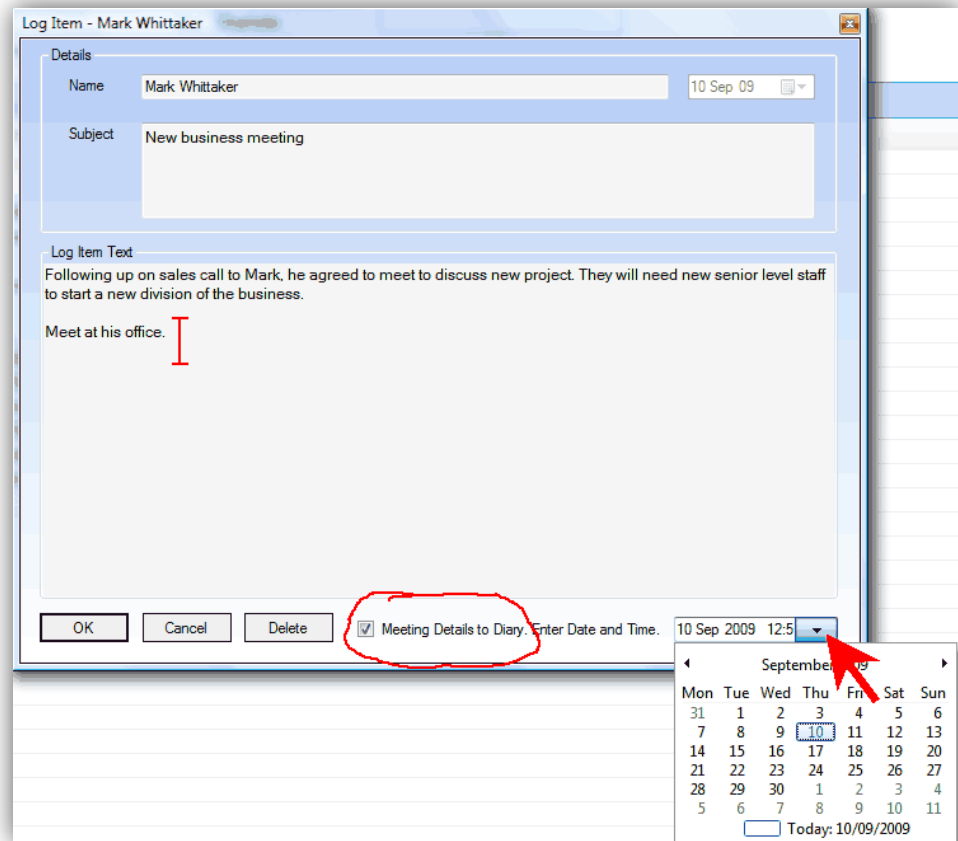 Log Item - Mark Whittaker
Details
Name Mark Whittaker 10 Sep 09
Subject New business meeting
Log Item Text
Following up on sales call to Mark, he agreed to meet to discuss new project. They will need new senior level staff
to start a new division of the business.
Meet at his office.
OK Cancel Delete Meeting Details to Diary. Enter Date and Time. 10 Sep 2009 12:5
September 09
Mon Tue Wed Thu Fri Sat Sun
31 1 2 3 4 5 6
7 8 9 10 11 12 13
14 15 16 17 18 19 20
21 22 23 24 25 26 27
28 29 30 1 2 3 4
5 6 7 8 9 10 11
Today: 10/09/2009